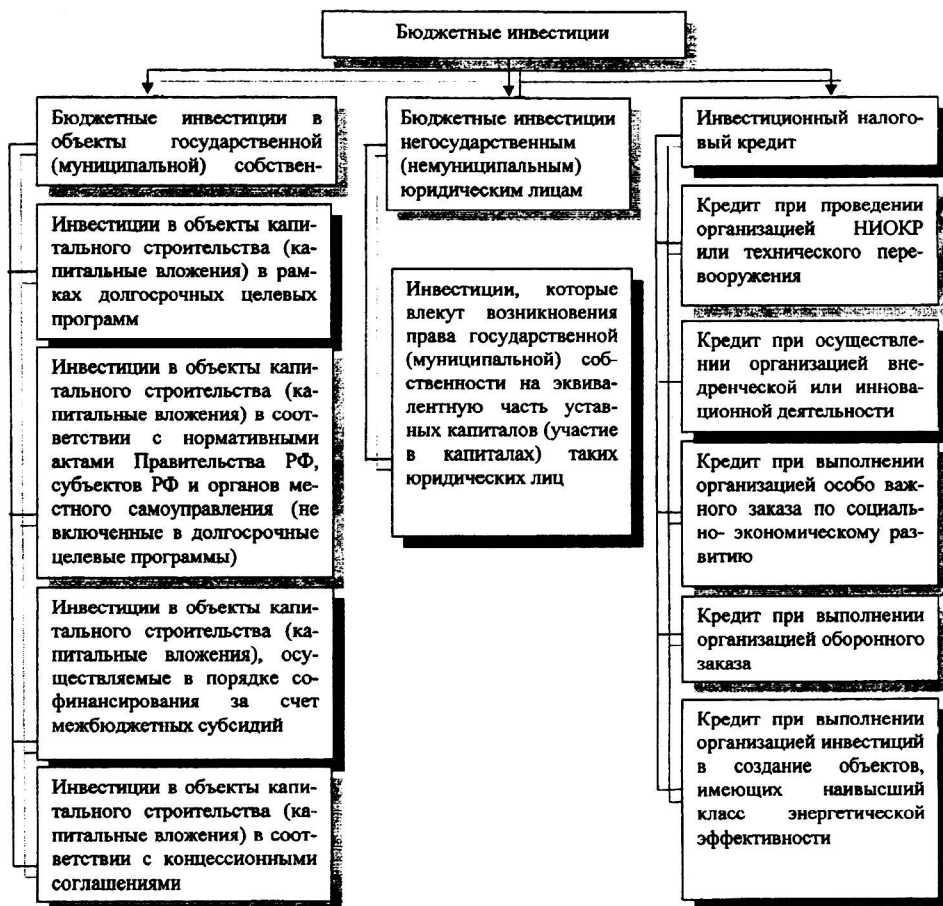 Бюджетные инвестиции
Бюджетные инвестиции в
объекты государственной
(муниципальной) собствен-
Инвестиции в объекты капи-
тального строительства (ка-
питальные вложения) в рам-
ках долгосрочных целевых
программ
Инвестиции в объекты капи-
тального строительства (ка-
питальные вложения) в соот-
ветствии с нормативными
актами Правительства РФ,
субъектов РФ и органов ме-
стного самоуправления (не
включенные в долгосрочные
целевые программы)
Инвестиции в объекты капи-
тального строительства (ка-
питальные вложения), осу-
ществляемые в порядке со-
финансирования за счет
межбюджетных субсидий
Инвестиции в объекты капи-
тального строительства (ка-
питальные вложения) в соот-
ветствии с концессионными
соглашениями
Бюджетные инвестиции
негосударственным
(немуниципальным)
юридическим лицам
Инвестиции, которые
влекут возникновения
права государственной
(муниципальной) соб-
ственности на эквива-
лентную часть устав-
ных капиталов (участие
в капиталах) таких
юридических лиц
Инвестиционный налого-
вый кредит
Кредит при проведении
организацией НИОКР
или технического пере-
вооружения
Кредит при осуществле-
нии организацией вне-
дренческой или иннова-
ционной деятельности
Кредит при выполнении
организацией особо важ-
ного заказа по социаль-
но- экономическому раз-
витию
Кредит при выполнении
организацией оборонного
заказа
Кредит при выполнении
организацией инвестиций
в создание объектов,
имеющих наивысший
класс энергетической
эффективности